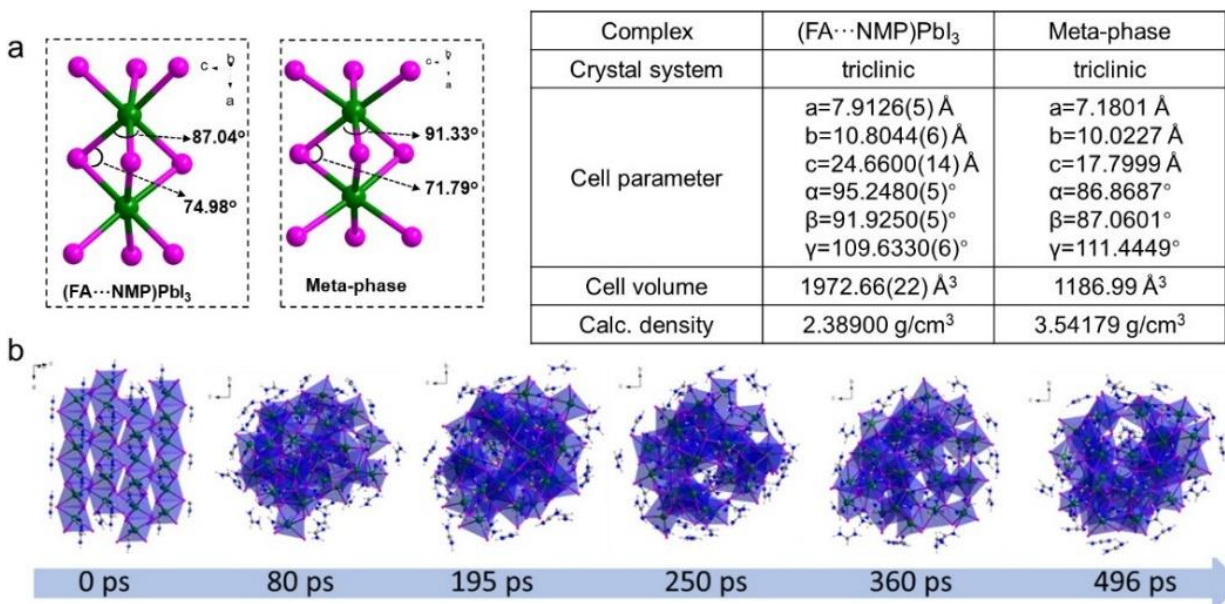 a
c b a
87.04°
74.98°
(FA···NMP)PbI₃
c b a
91.33°
71.79°
Meta-phase
Complex (FA···NMP)PbI₃ Meta-phase
Crystal system triclinic triclinic
Cell parameter
a=7.9126(5) Å a=7.1801 Å
b=10.8044(6) Å b=10.0227 Å
c=24.6600(14) Å c=17.7999 Å
α=95.2480(5)° α=86.8687°
β=91.9250(5)° β=87.0601°
γ=109.6330(6)° γ=111.4449°
Cell volume 1972.66(22) Å³ 1186.99 Å³
Calc. density 2.38900 g/cm³ 3.54179 g/cm³
b
0 ps 80 ps 195 ps 250 ps 360 ps 496 ps